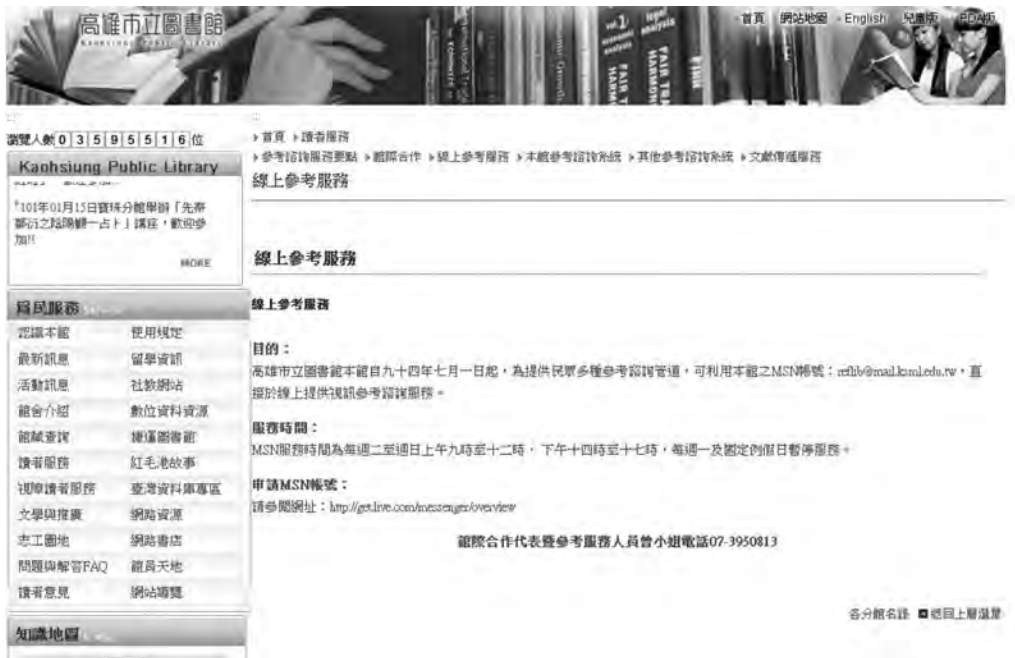 高雄市立圖書館
Kaohsiung Public Library
首頁 網站地圖 English 兒童版 PDA版
瀏覽人數 0 3 5 9 5 5 1 6 位
Kaohsiung Public Library
*101年01月15日寶珠分館舉辦「先秦
鄒衍之陰陽觀─占卜」講座,歡迎參
加!!
MORE
為民服務
認識本館 使用規定
最新訊息 留學資訊
活動訊息 社教網站
館舍介紹 數位資料資源
館藏查詢 捷運圖書館
讀者服務 紅毛港故事
視障讀者服務 臺灣資料庫專區
文學與推廣 網路資源
志工園地 網路書店
問題與解答FAQ 館員天地
讀者意見 網站導覽
知識地圖
首頁 讀者服務
參考諮詢服務要點 館際合作 線上參考服務 本館參考諮詢系統 其他參考諮詢系統 文獻傳遞服務
線上參考服務
線上參考服務
線上參考服務
目的:
高雄市立圖書館本館自九十四年七月一日起,為提供民眾多種參考諮詢管道,可利用本館之MSN帳號:reflib@mail.ksml.edu.tw,直
接於線上提供視訊參考諮詢服務。
服務時間:
MSN服務時間為每週二至週日上午九時至十二時,下午十四時至十七時,每週一及國定例假日暫停服務。
申請MSN帳號:
請參閱網址:http://get.live.com/messenger/overview
館際合作代表暨參考服務人員曾小姐電話07-3950813
各分館名錄 返回上層選單